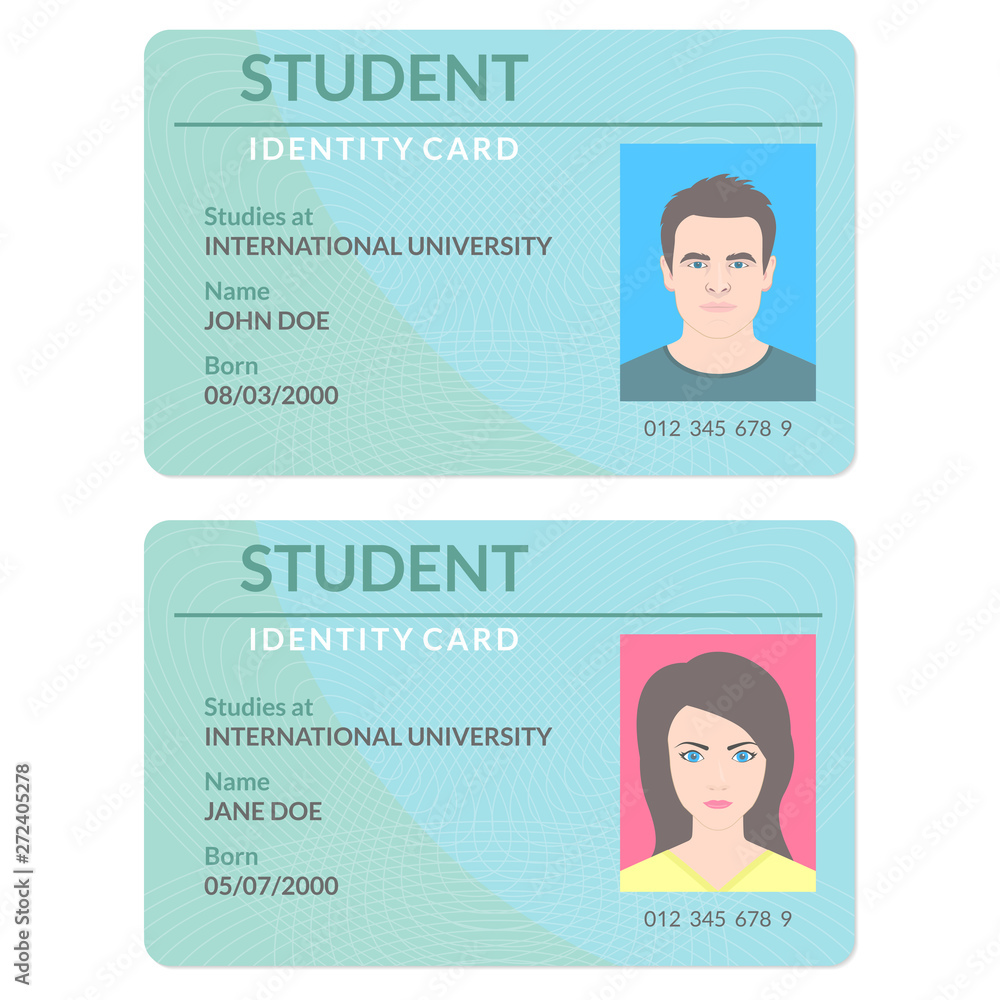 STUDENT
IDENTITY CARD
Studies at
INTERNATIONAL UNIVERSITY
Name
JOHN DOE
Born
08/03/2000
012 345 678 9
STUDENT
IDENTITY CARD
Studies at
INTERNATIONAL UNIVERSITY
Name
JANE DOE
Born
05/07/2000
012 345 678 9
Adobe Stock | #272405278
Adobe Stock